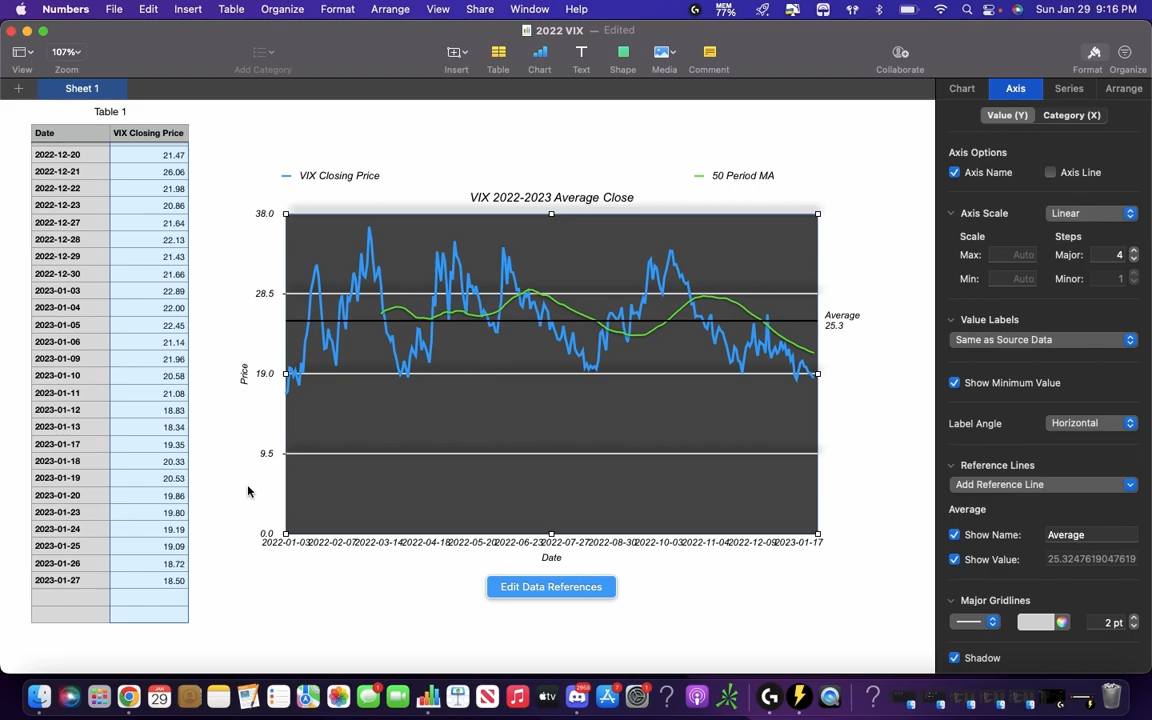 Numbers File Edit Insert Table Organize Format Arrange View Share Window Help MEM 77% Sun Jan 29 9:16 PM
2022 VIX — Edited
107%
View Zoom Add Category Insert Table Chart Text Shape Media Comment Collaborate Format Organize
Sheet 1
Chart Axis Series Arrange
Value (Y) Category (X)
Table 1
Date VIX Closing Price
2022-12-20 21.47
2022-12-21 26.06
2022-12-22 21.98
2022-12-23 20.86
2022-12-27 21.64
2022-12-28 22.13
2022-12-29 21.43
2022-12-30 21.66
2023-01-03 22.89
2023-01-04 22.00
2023-01-05 22.45
2023-01-06 21.14
2023-01-09 21.96
2023-01-10 20.58
2023-01-11 21.08
2023-01-12 18.83
2023-01-13 18.34
2023-01-17 19.35
2023-01-18 20.33
2023-01-19 20.53
2023-01-20 19.86
2023-01-23 19.80
2023-01-24 19.19
2023-01-25 19.09
2023-01-26 18.72
2023-01-27 18.50
VIX Closing Price 50 Period MA
VIX 2022-2023 Average Close
38.0
28.5
19.0
9.5
0.0
Price
Average
25.3
2022-01-03 2022-02-07 2022-03-14 2022-04-18 2022-05-20 2022-06-23 2022-07-27 2022-08-30 2022-10-03 2022-11-04 2022-12-09 2023-01-17
Date
Edit Data References
Axis Options
Axis Name Axis Line
Axis Scale Linear
Scale Steps
Max: Auto Major: 4
Min: Auto Minor: 1
Value Labels
Same as Source Data
Show Minimum Value
Label Angle Horizontal
Reference Lines
Add Reference Line
Average
Show Name: Average
Show Value: 25.3247619047619
Major Gridlines
2 pt
Shadow